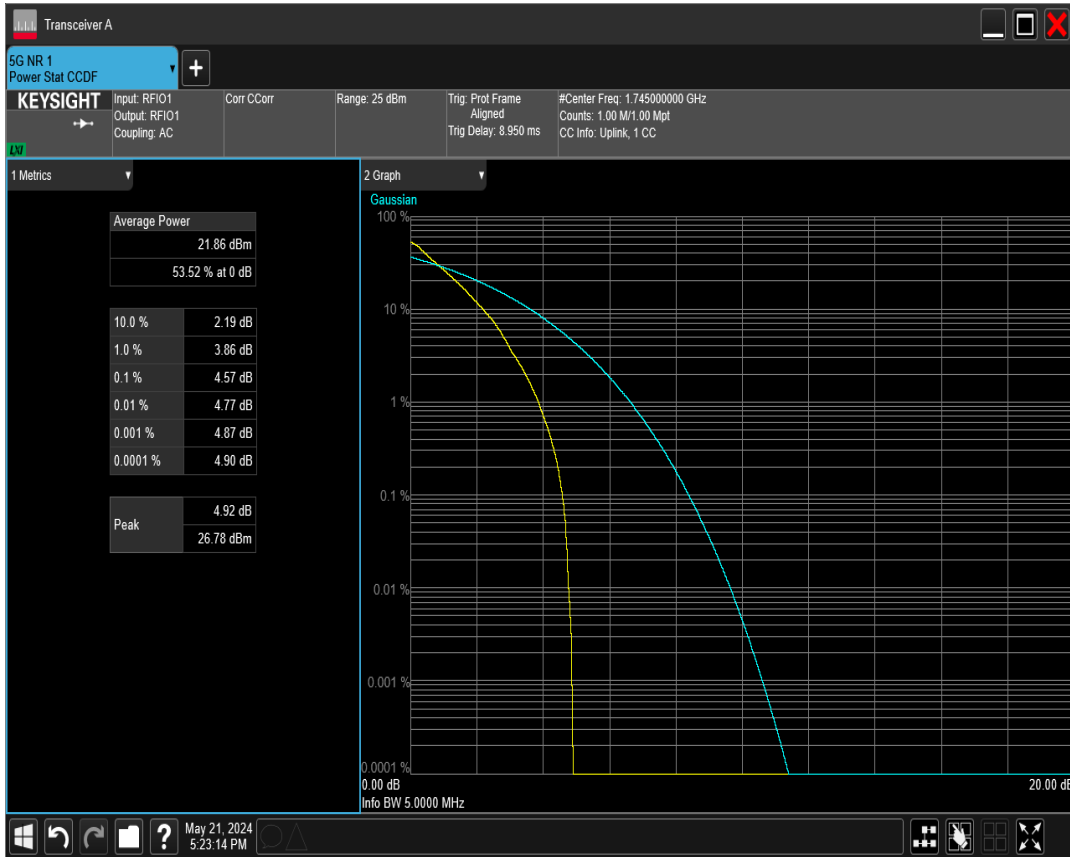 Transceiver A
5G NR 1
Power Stat CCDF
+
KEYSIGHT
LXI
Input: RFIO1
Output: RFIO1
Coupling: AC
Corr CCorr
Range: 25 dBm
Trig: Prot Frame
Aligned
Trig Delay: 8.950 ms
#Center Freq: 1.745000000 GHz
Counts: 1.00 M/1.00 Mpt
CC Info: Uplink, 1 CC
1 Metrics
Average Power
21.86 dBm
53.52 % at 0 dB
10.0 % 2.19 dB
1.0 % 3.86 dB
0.1 % 4.57 dB
0.01 % 4.77 dB
0.001 % 4.87 dB
0.0001 % 4.90 dB
Peak 4.92 dB
26.78 dBm
2 Graph
Gaussian
100 %
10 %
1 %
0.1 %
0.01 %
0.001 %
0.0001 %
0.00 dB 20.00 dB
Info BW 5.0000 MHz
?
May 21, 2024
5:23:14 PM